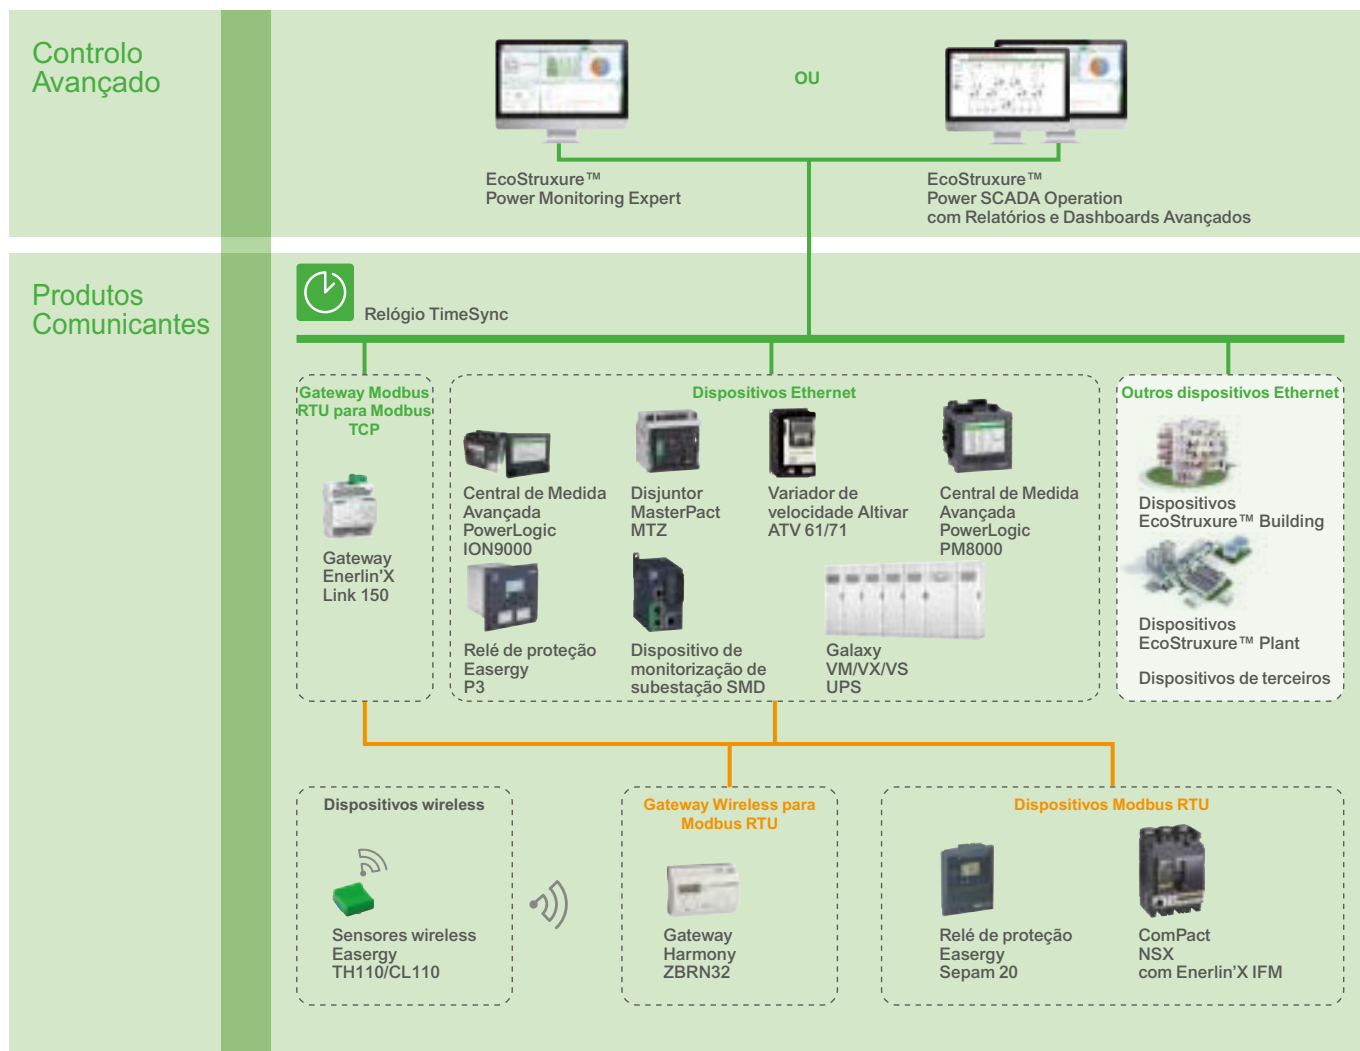 Controlo
Avançado
OU
EcoStruxure™
Power Monitoring Expert
EcoStruxure™
Power SCADA Operation
com Relatórios e Dashboards Avançados
Produtos
Comunicantes
Relógio TimeSync
Gateway Modbus
RTU para Modbus
TCP
Gateway
Enerlin'X
Link 150
Dispositivos Ethernet
Central de Medida
Avançada
PowerLogic
ION9000
Disjuntor
MasterPact
MTZ
Variador de
velocidade Altivar
ATV 61/71
Central de Medida
Avançada
PowerLogic
PM8000
Relé de proteção
Easergy
P3
Dispositivo de
monitorização de
subestação SMD
Galaxy
VM/VX/VS
UPS
Outros dispositivos Ethernet
Dispositivos
EcoStruxure™ Building
Dispositivos
EcoStruxure™ Plant
Dispositivos de terceiros
Dispositivos wireless
Sensores wireless
Easergy
TH110/CL110
Gateway Wireless para
Modbus RTU
Gateway
Harmony
ZBRN32
Dispositivos Modbus RTU
Relé de proteção
Easergy
Sepam 20
ComPact
NSX
com Enerlin’X IFM